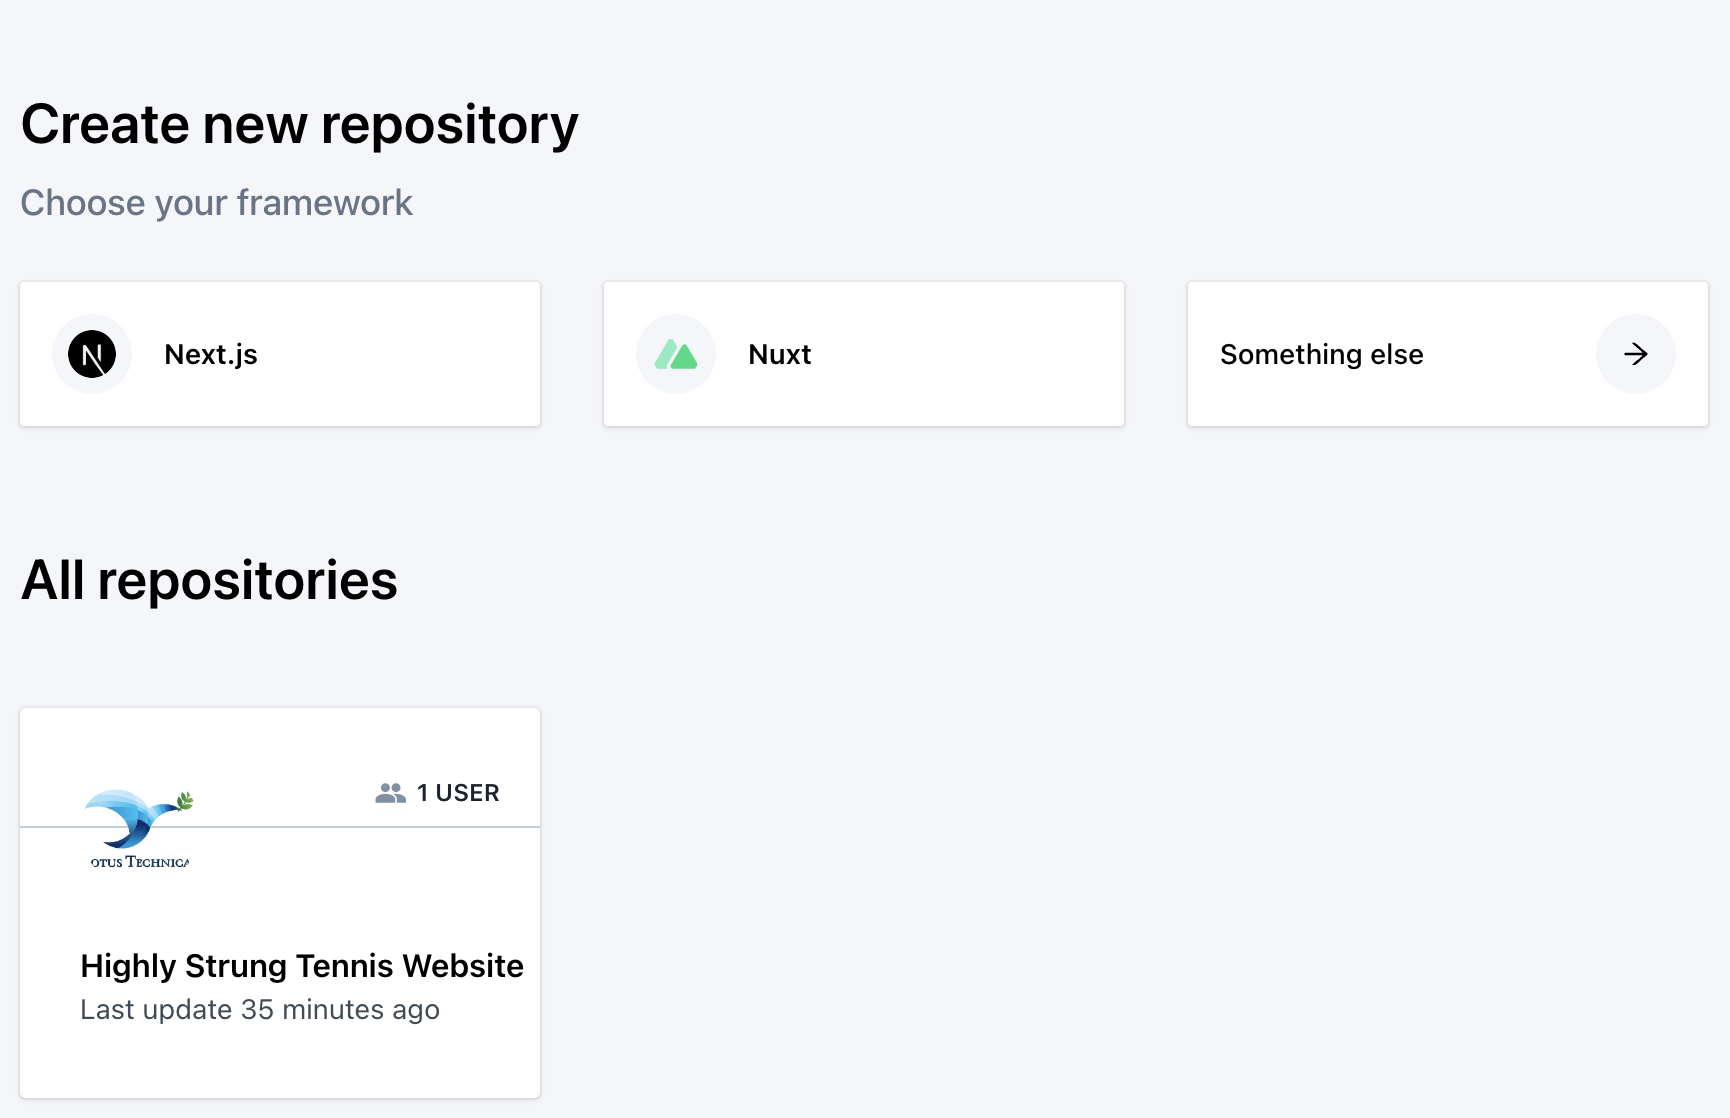 Create new repository
Choose your framework
Next.js
Nuxt
Something else
All repositories
1 USER
OTUS TECHNICA
Highly Strung Tennis Website
Last update 35 minutes ago